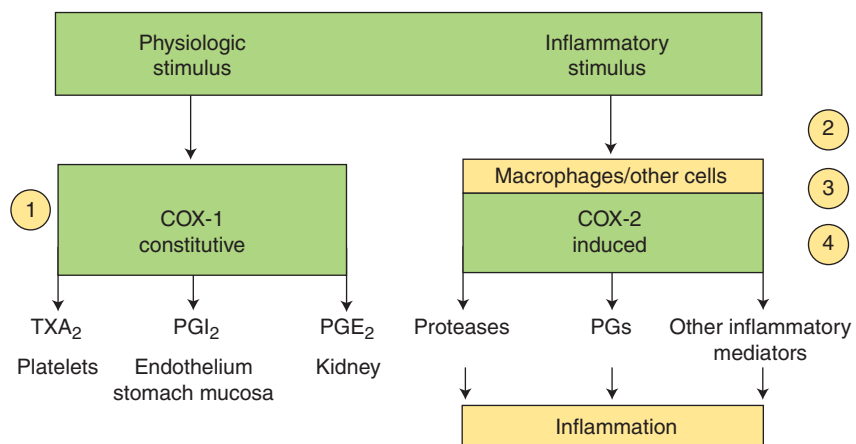 Physiologic
stimulus
Inflammatory
stimulus
2
Macrophages/other cells
3
1
COX-1
constitutive
COX-2
induced
4
TXA₂
PGI₂
PGE₂
Proteases
PGs
Other inflammatory
mediators
Platelets
Endothelium
stomach mucosa
Kidney
Inflammation